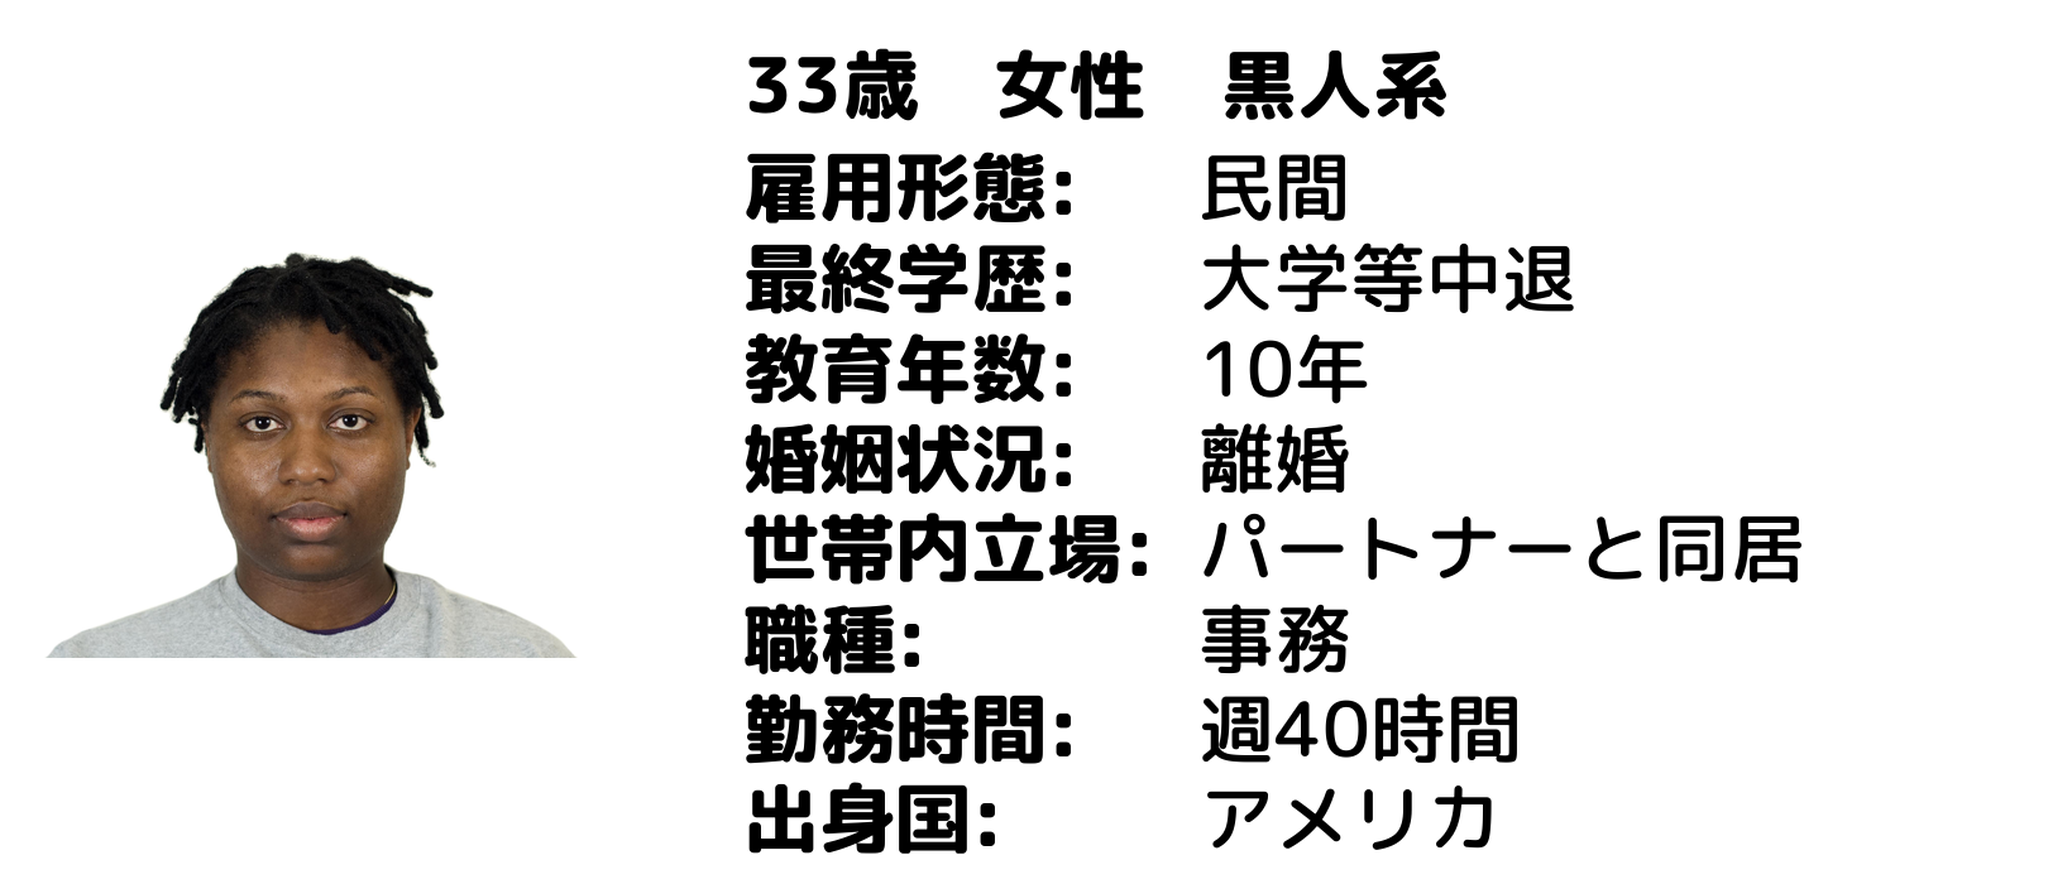 33歳　女性　黒人系
雇用形態:　民間
最終学歴:　大学等中退
教育年数:　10年
婚姻状況:　離婚
世帯内立場:　パートナーと同居
職種:　事務
勤務時間:　週40時間
出身国:　アメリカ